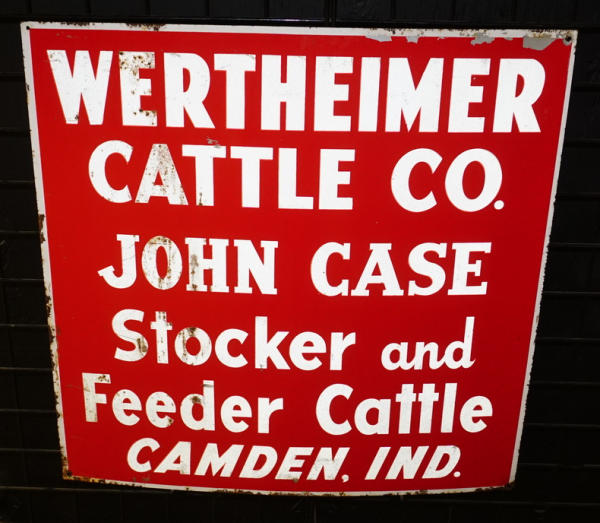 WERTHEIMER
CATTLE CO.
JOHN CASE
Stocker and
Feeder Cattle
CAMDEN, IND.